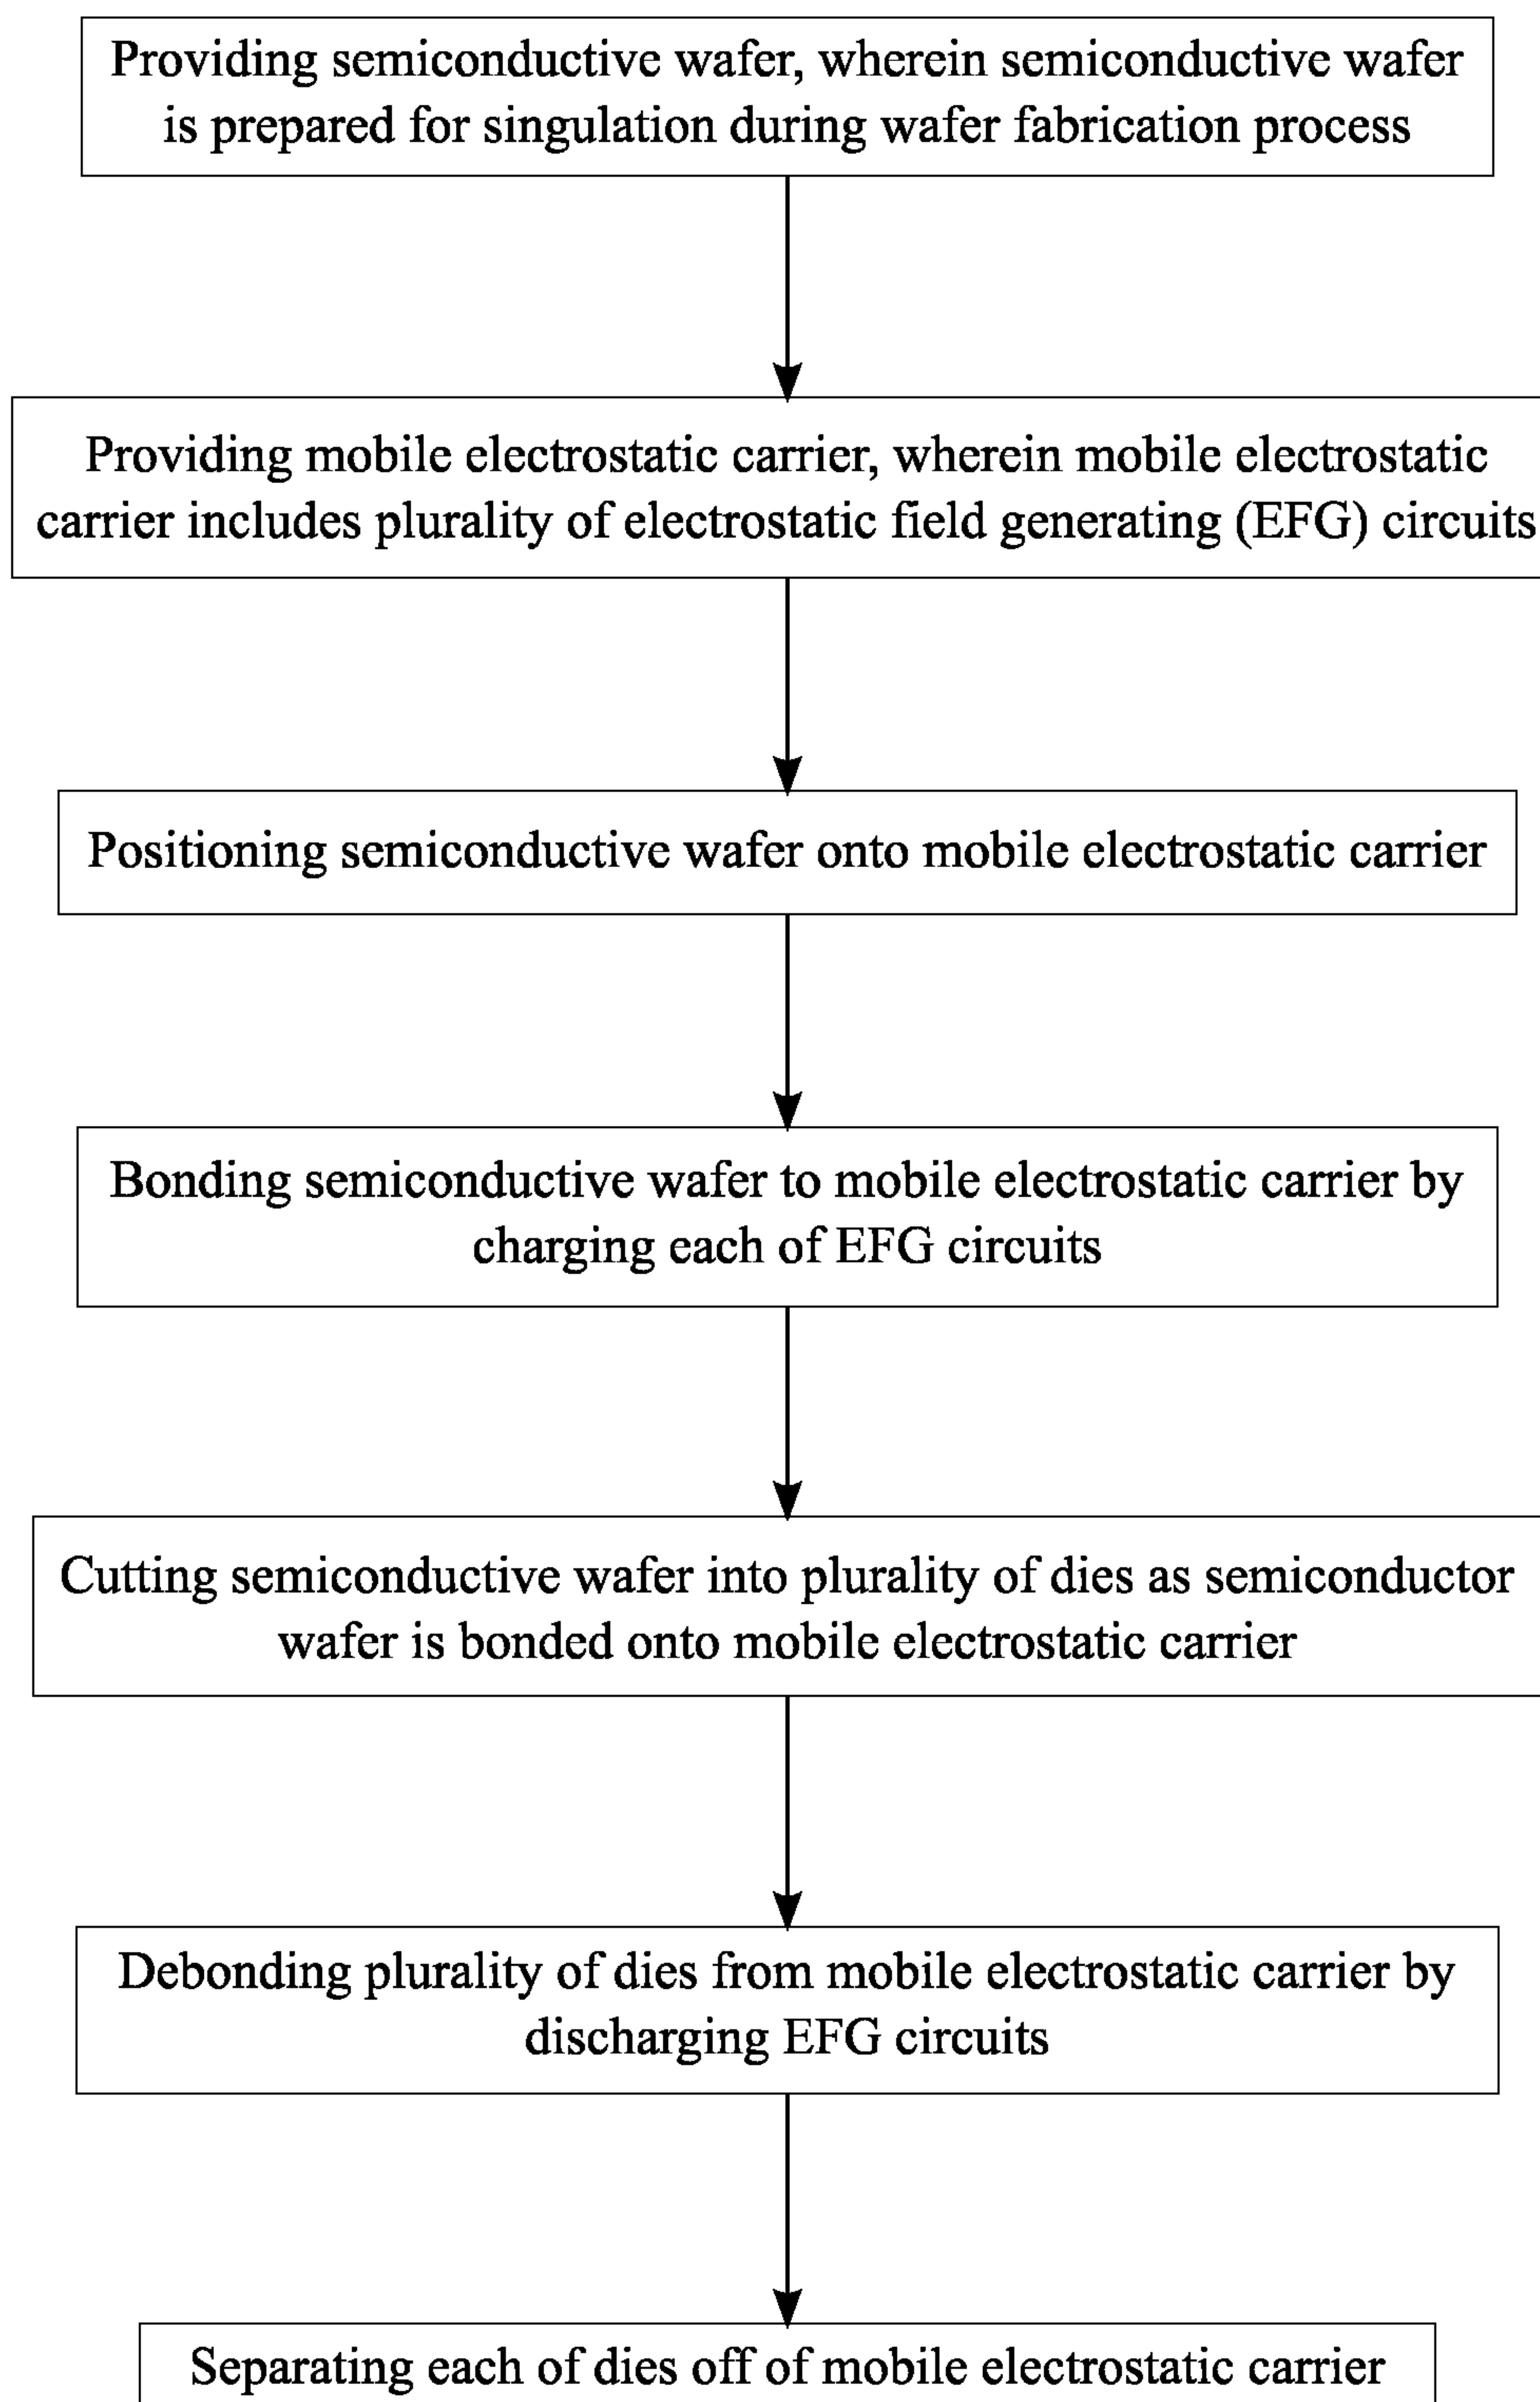 Providing semiconductive wafer, wherein semiconductive wafer
is prepared for singulation during wafer fabrication process
Providing mobile electrostatic carrier, wherein mobile electrostatic
carrier includes plurality of electrostatic field generating (EFG) circuits
Positioning semiconductive wafer onto mobile electrostatic carrier
Bonding semiconductive wafer to mobile electrostatic carrier by
charging each of EFG circuits
Cutting semiconductive wafer into plurality of dies as semiconductor
wafer is bonded onto mobile electrostatic carrier
Debonding plurality of dies from mobile electrostatic carrier by
discharging EFG circuits
Separating each of dies off of mobile electrostatic carrier